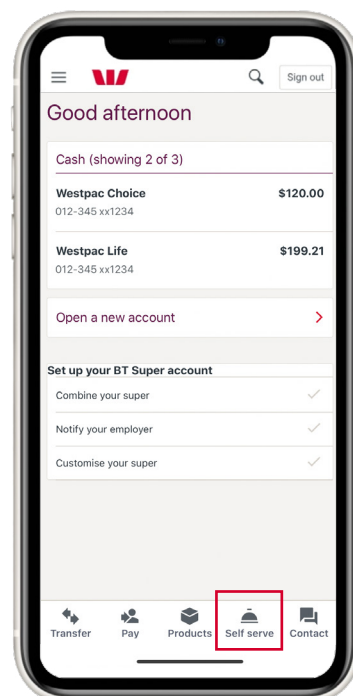 Sign out
Good afternoon
Cash (showing 2 of 3)
Westpac Choice $120.00
012-345 xx1234
Westpac Life $199.21
012-345 xx1234
Open a new account
Set up your BT Super account
Combine your super
Notify your employer
Customise your super
Transfer Pay Products Self serve Contact